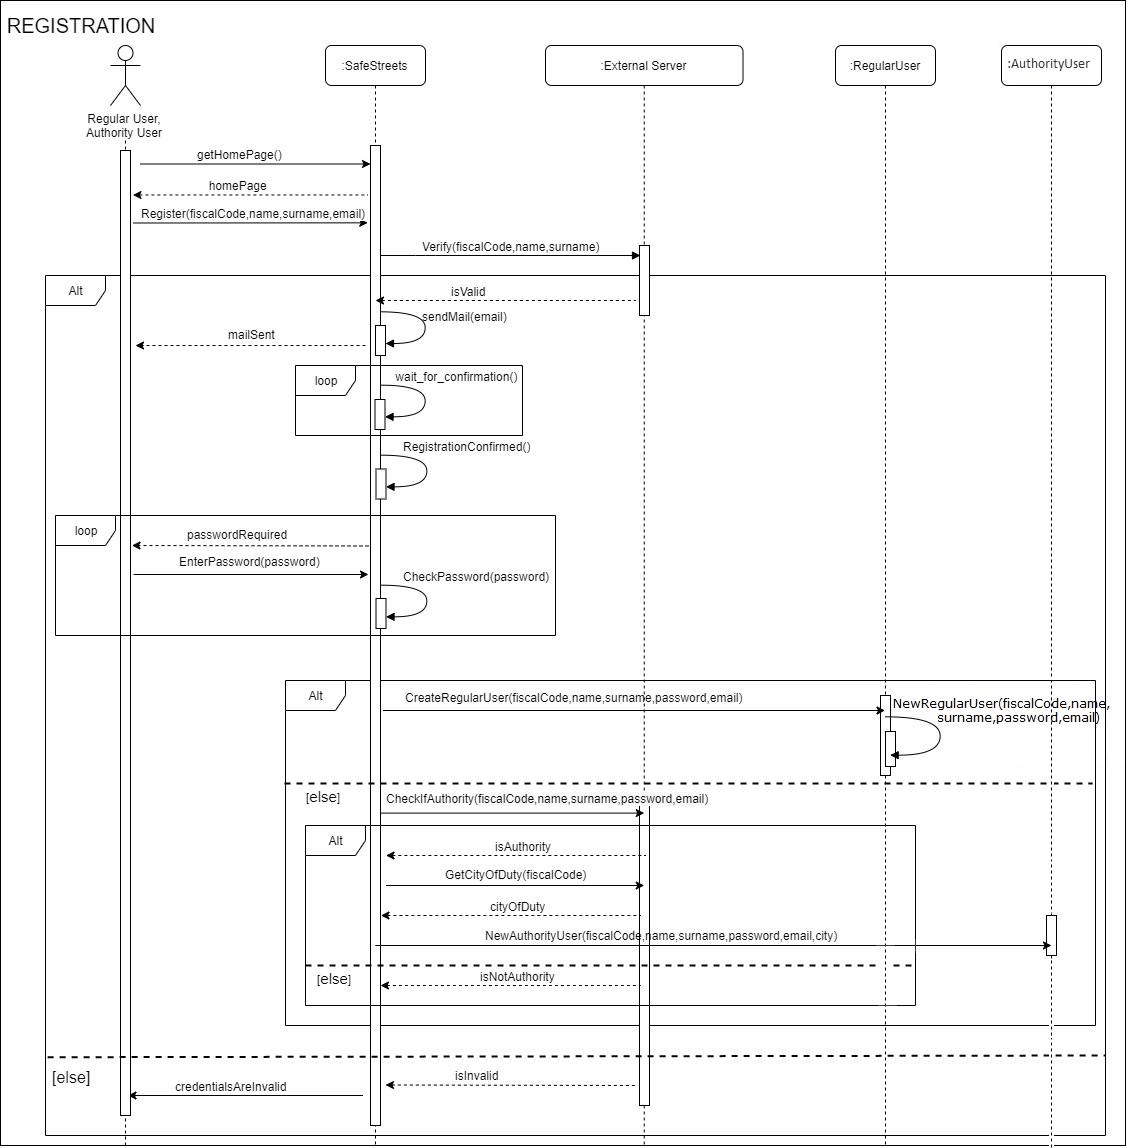 REGISTRATION
:SafeStreets
:External Server
:RegularUser
:AuthorityUser
Regular User,
Authority User
getHomePage()
homePage
Register(fiscalCode,name,surname,email)
Verify(fiscalCode,name,surname)
Alt
isValid
sendMail(email)
mailSent
loop
wait_for_confirmation()
RegistrationConfirmed()
loop
passwordRequired
EnterPassword(password)
CheckPassword(password)
Alt
CreateRegularUser(fiscalCode,name,surname,password,email)
NewRegularUser(fiscalCode,name,
surname,password,email)
[else]
CheckIfAuthority(fiscalCode,name,surname,password,email)
Alt
isAuthority
GetCityOfDuty(fiscalCode)
cityOfDuty
NewAuthorityUser(fiscalCode,name,surname,password,email,city)
[else]
isNotAuthority
[else]
isInvalid
credentialsAreInvalid